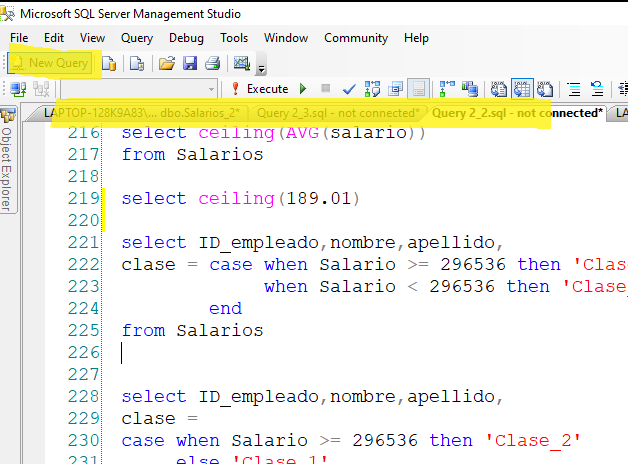 Microsoft SQL Server Management Studio
File Edit View Query Debug Tools Window Community Help
New Query
Execute
LAPTOP-128K9A83\... dbo.Salarios_2* Query 2_3.sql - not connected* Query 2_2.sql - not connected* LA
Object Explorer
216 select ceiling(AVG(salario))
217 from Salarios
218
219 select ceiling(189.01)
220
221 select ID_empleado,nombre,apellido,
222 clase = case when Salario >= 296536 then 'Clas
223 when Salario < 296536 then 'Clase_
224 end
225 from Salarios
226
227
228 select ID_empleado,nombre,apellido,
229 clase =
230 case when Salario >= 296536 then 'Clase_2'
231 else 'Clase_1'